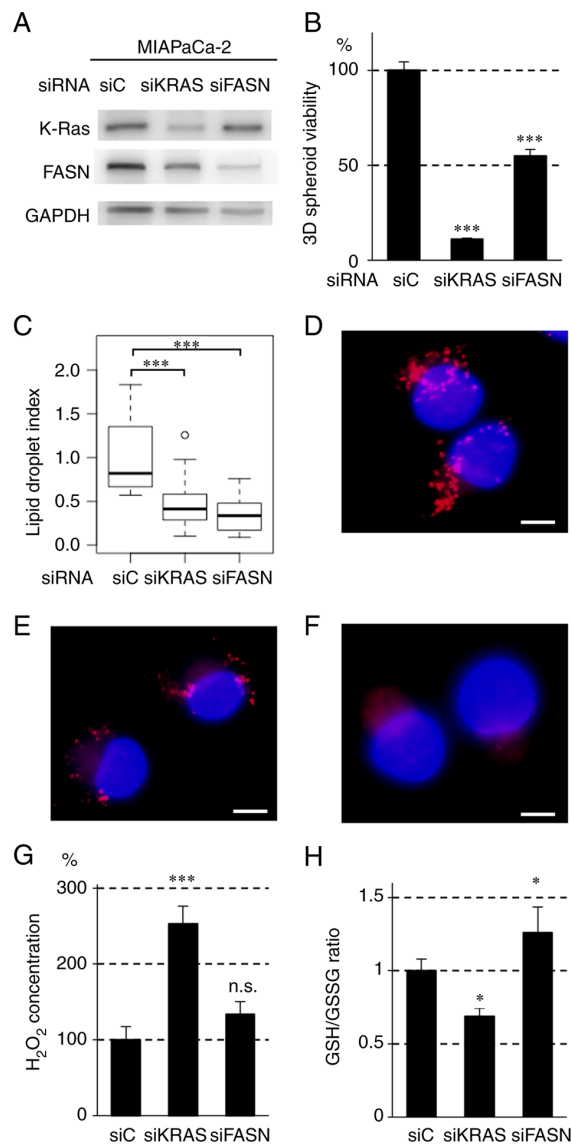 A
MIAPaCa-2
siRNA siC siKRAS siFASN
K-Ras
FASN
GAPDH
B
%
3D spheroid viability
100
50
0
***
***
siRNA siC siKRAS siFASN
C
Lipid droplet index
2.0
1.5
1.0
0.5
0.0
***
***
siRNA siC siKRAS siFASN
D
E
F
G
%
H2O2 concentration
300
200
100
0
***
n.s.
siC siKRAS siFASN
H
GSH/GSSG ratio
1.5
1
0.5
0
*
*
siC siKRAS siFASN